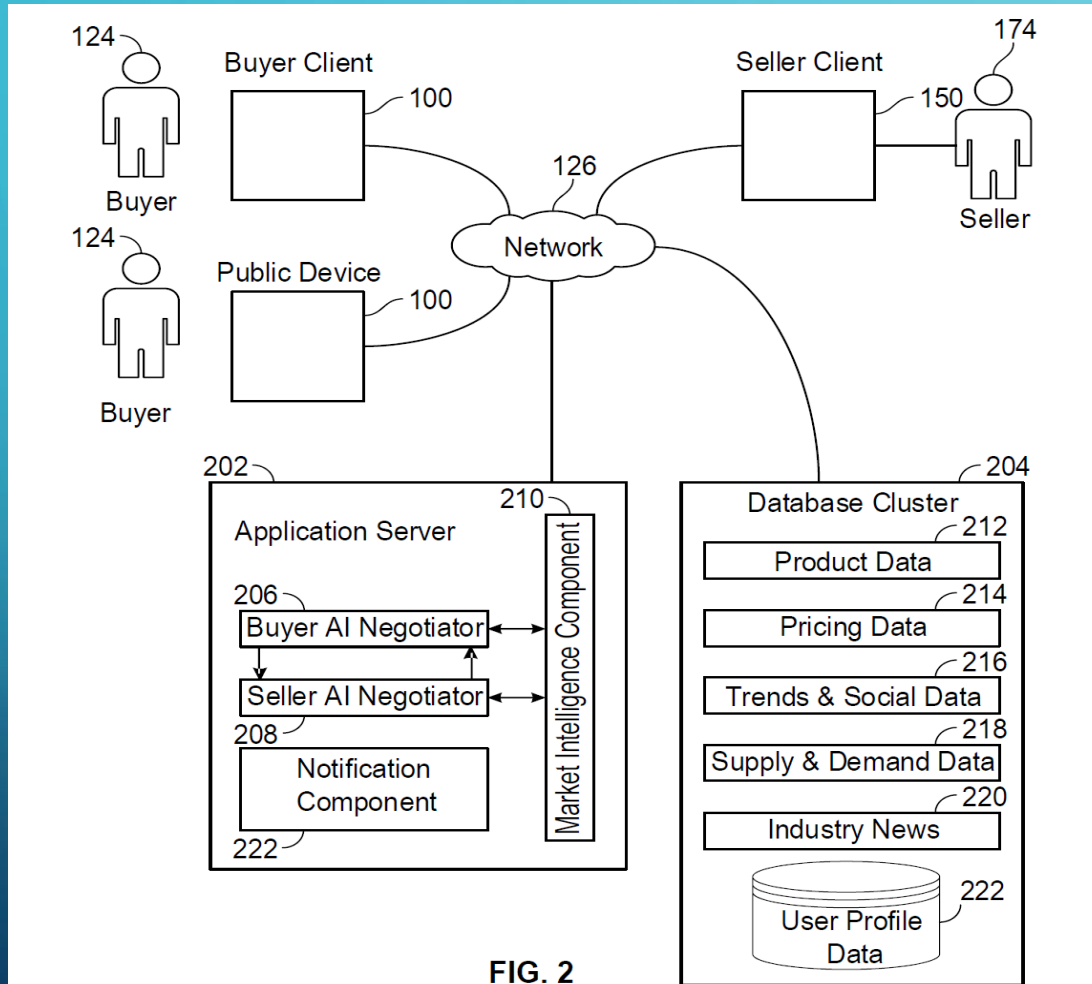 124
Buyer
Buyer Client
100
Seller Client
150
174
Seller
126
Network
124
Buyer
Public Device
100
202
Application Server
210
Market Intelligence Component
206
Buyer AI Negotiator
Seller AI Negotiator
208
Notification
Component
222
204
Database Cluster
212
Product Data
214
Pricing Data
216
Trends & Social Data
218
Supply & Demand Data
220
Industry News
222
User Profile
Data
FIG. 2